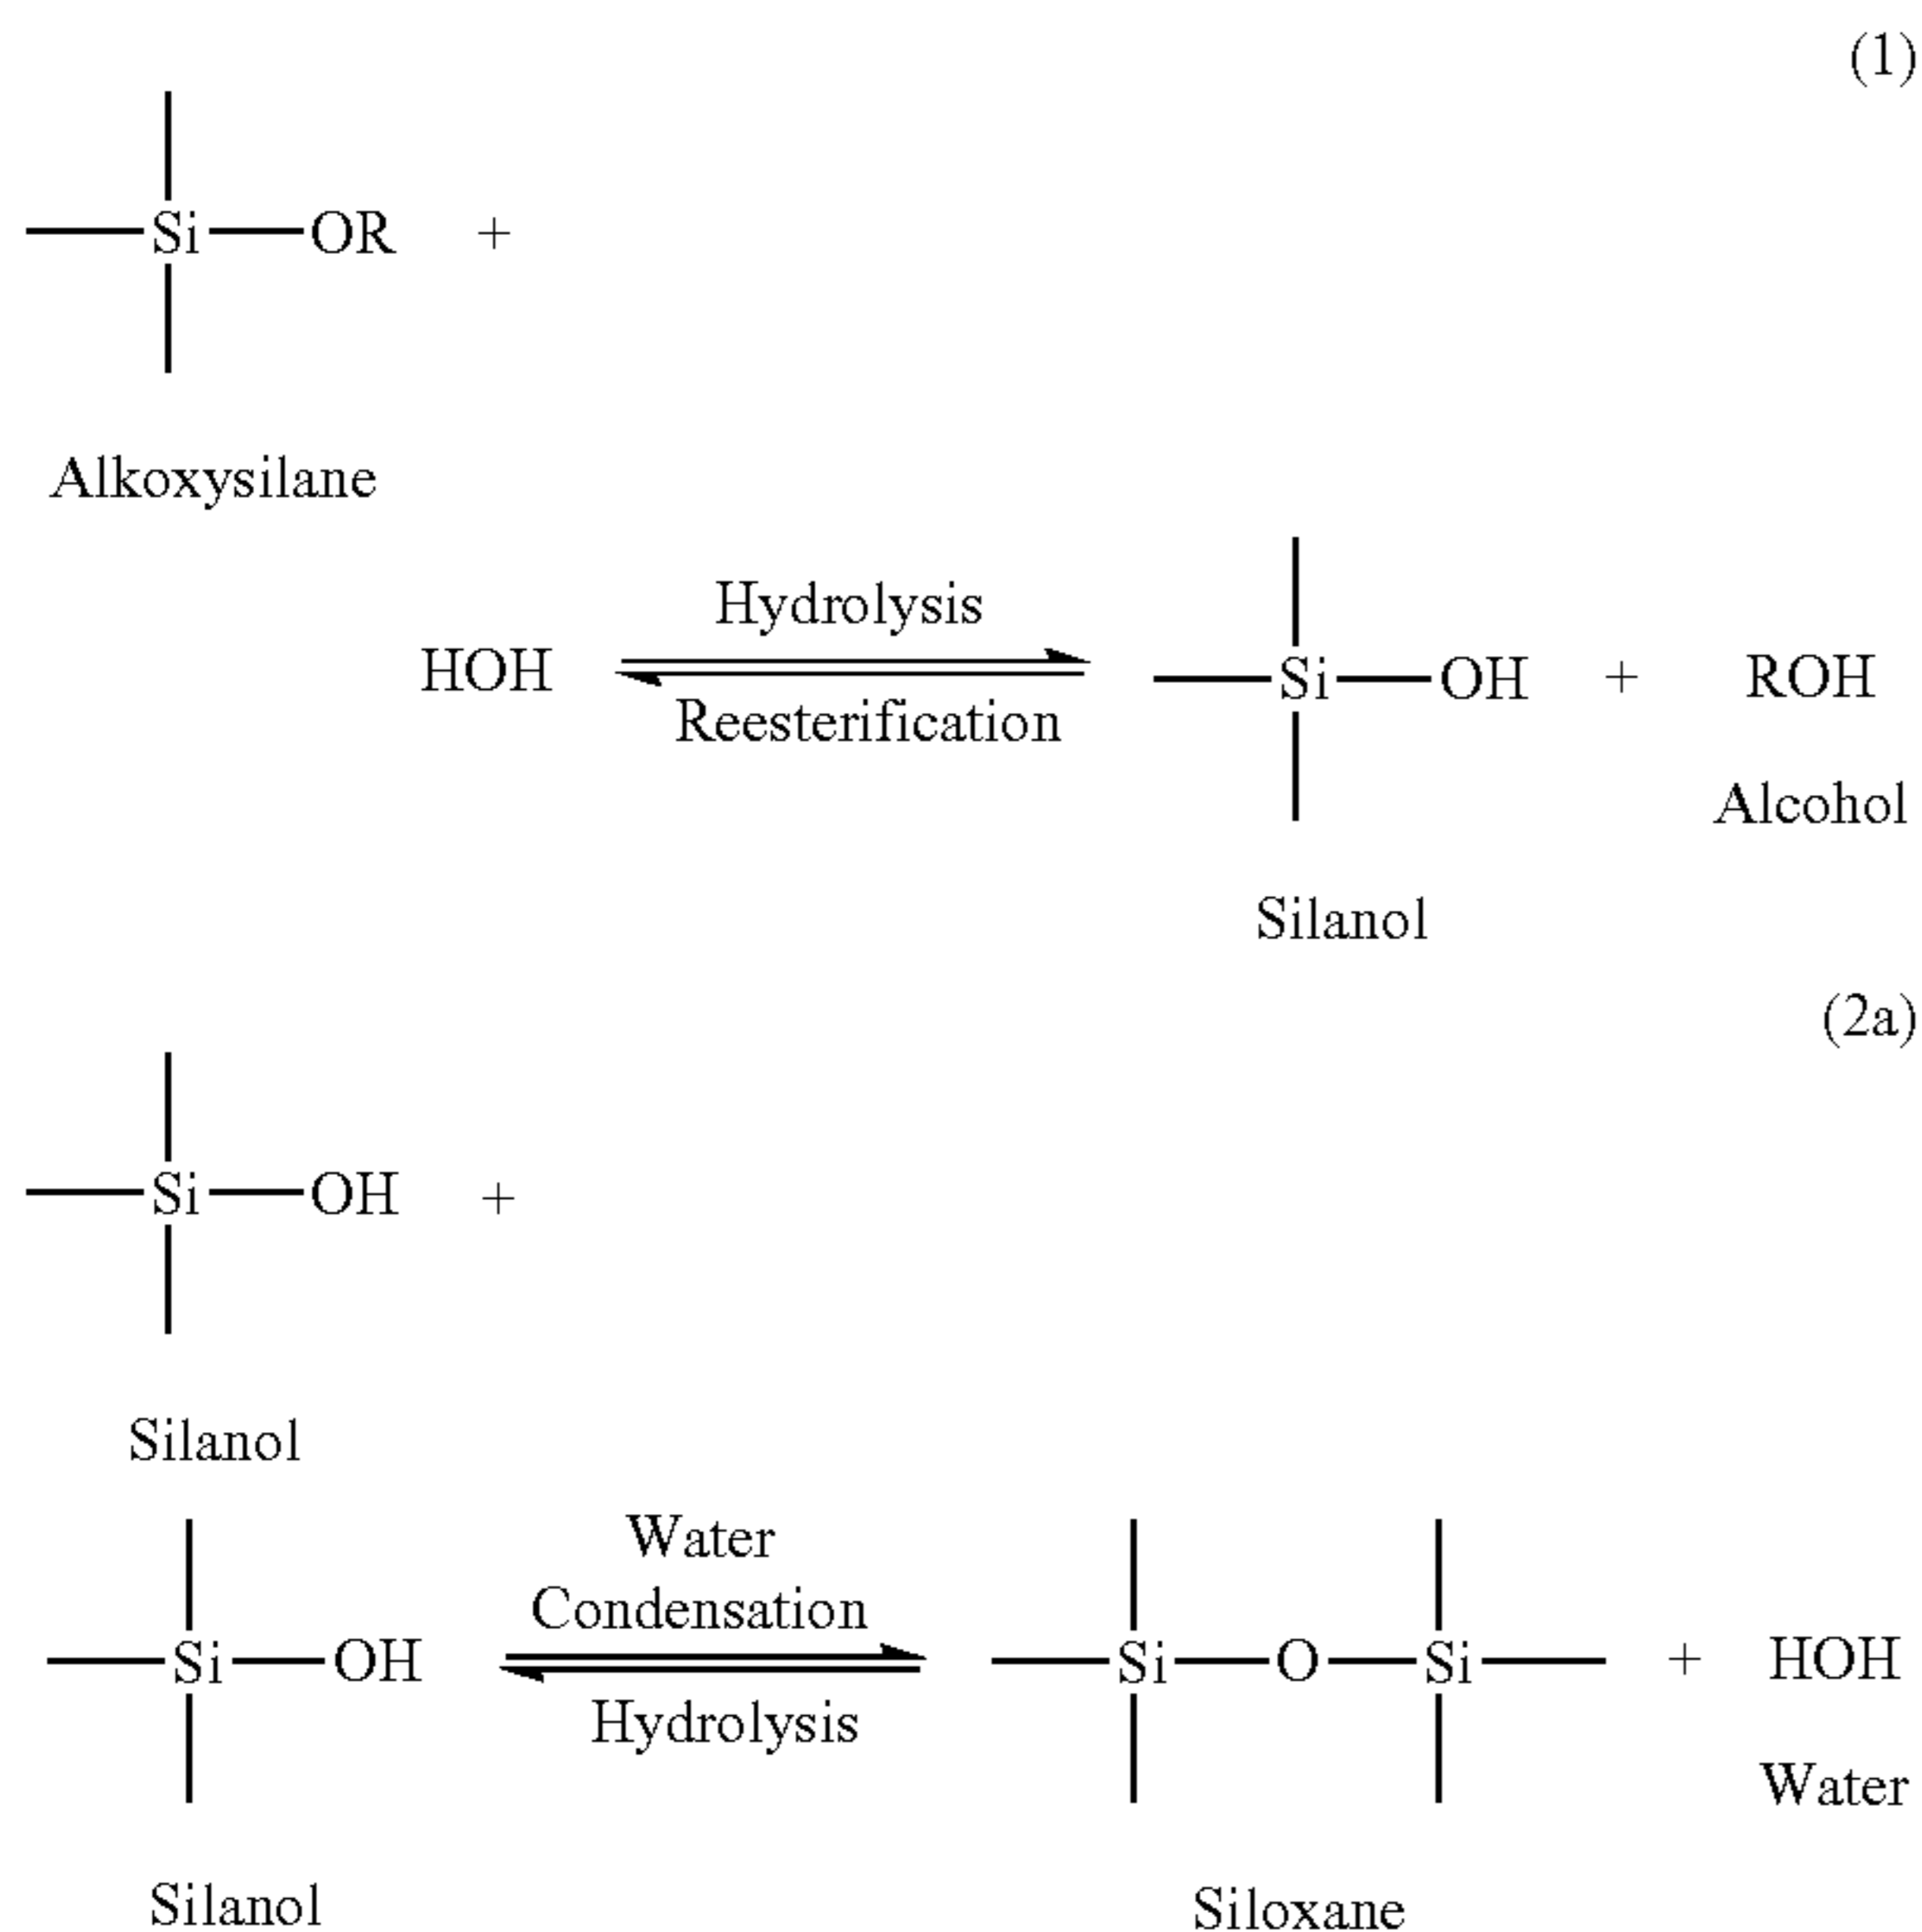 (1)
Si OR +
Alkoxysilane
Hydrolysis
HOH Si OH + ROH
Reesterification
Alcohol
Silanol
(2a)
Si OH +
Silanol
Water
Condensation
Si OH Si O Si + HOH
Hydrolysis
Water
Silanol Siloxane